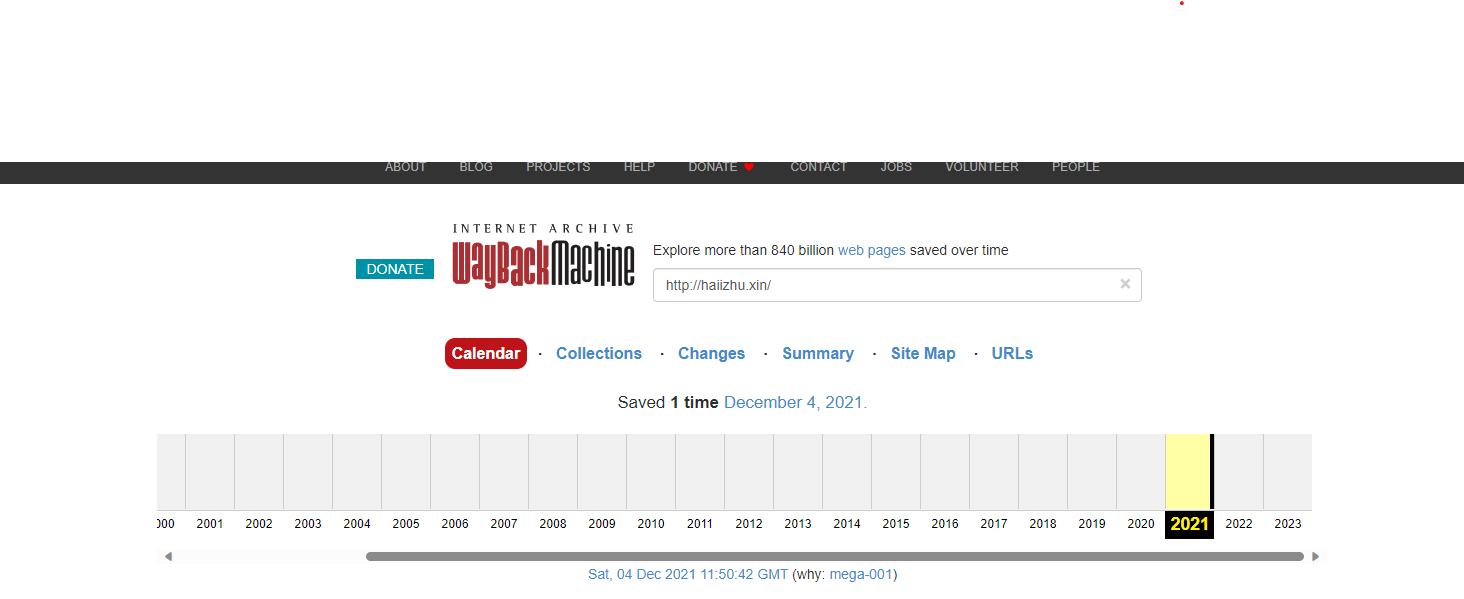 ABOUT BLOG PROJECTS HELP DONATE CONTACT JOBS VOLUNTEER PEOPLE
INTERNET ARCHIVE
WayBackMachine
DONATE
Explore more than 840 billion web pages saved over time
http://haiizhu.xin/ ×
Calendar · Collections · Changes · Summary · Site Map · URLs
Saved 1 time December 4, 2021.
000 2001 2002 2003 2004 2005 2006 2007 2008 2009 2010 2011 2012 2013 2014 2015 2016 2017 2018 2019 2020 2021 2022 2023
Sat, 04 Dec 2021 11:50:42 GMT (why: mega-001)